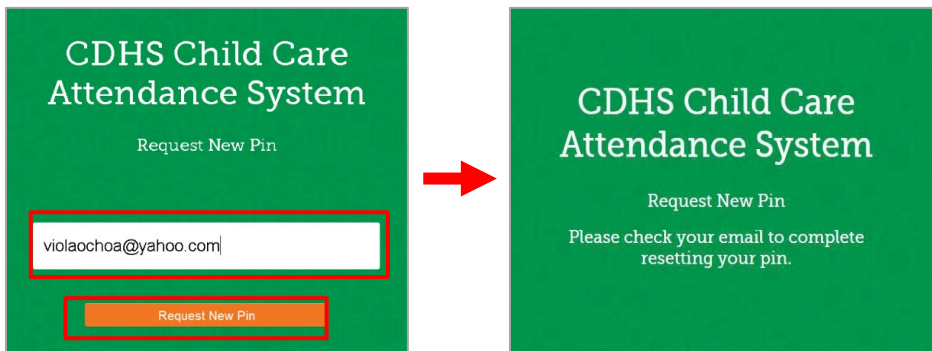 CDHS Child Care
Attendance System
Request New Pin
violaochoa@yahoo.com
Request New Pin
CDHS Child Care
Attendance System
Request New Pin
Please check your email to complete
resetting your pin.